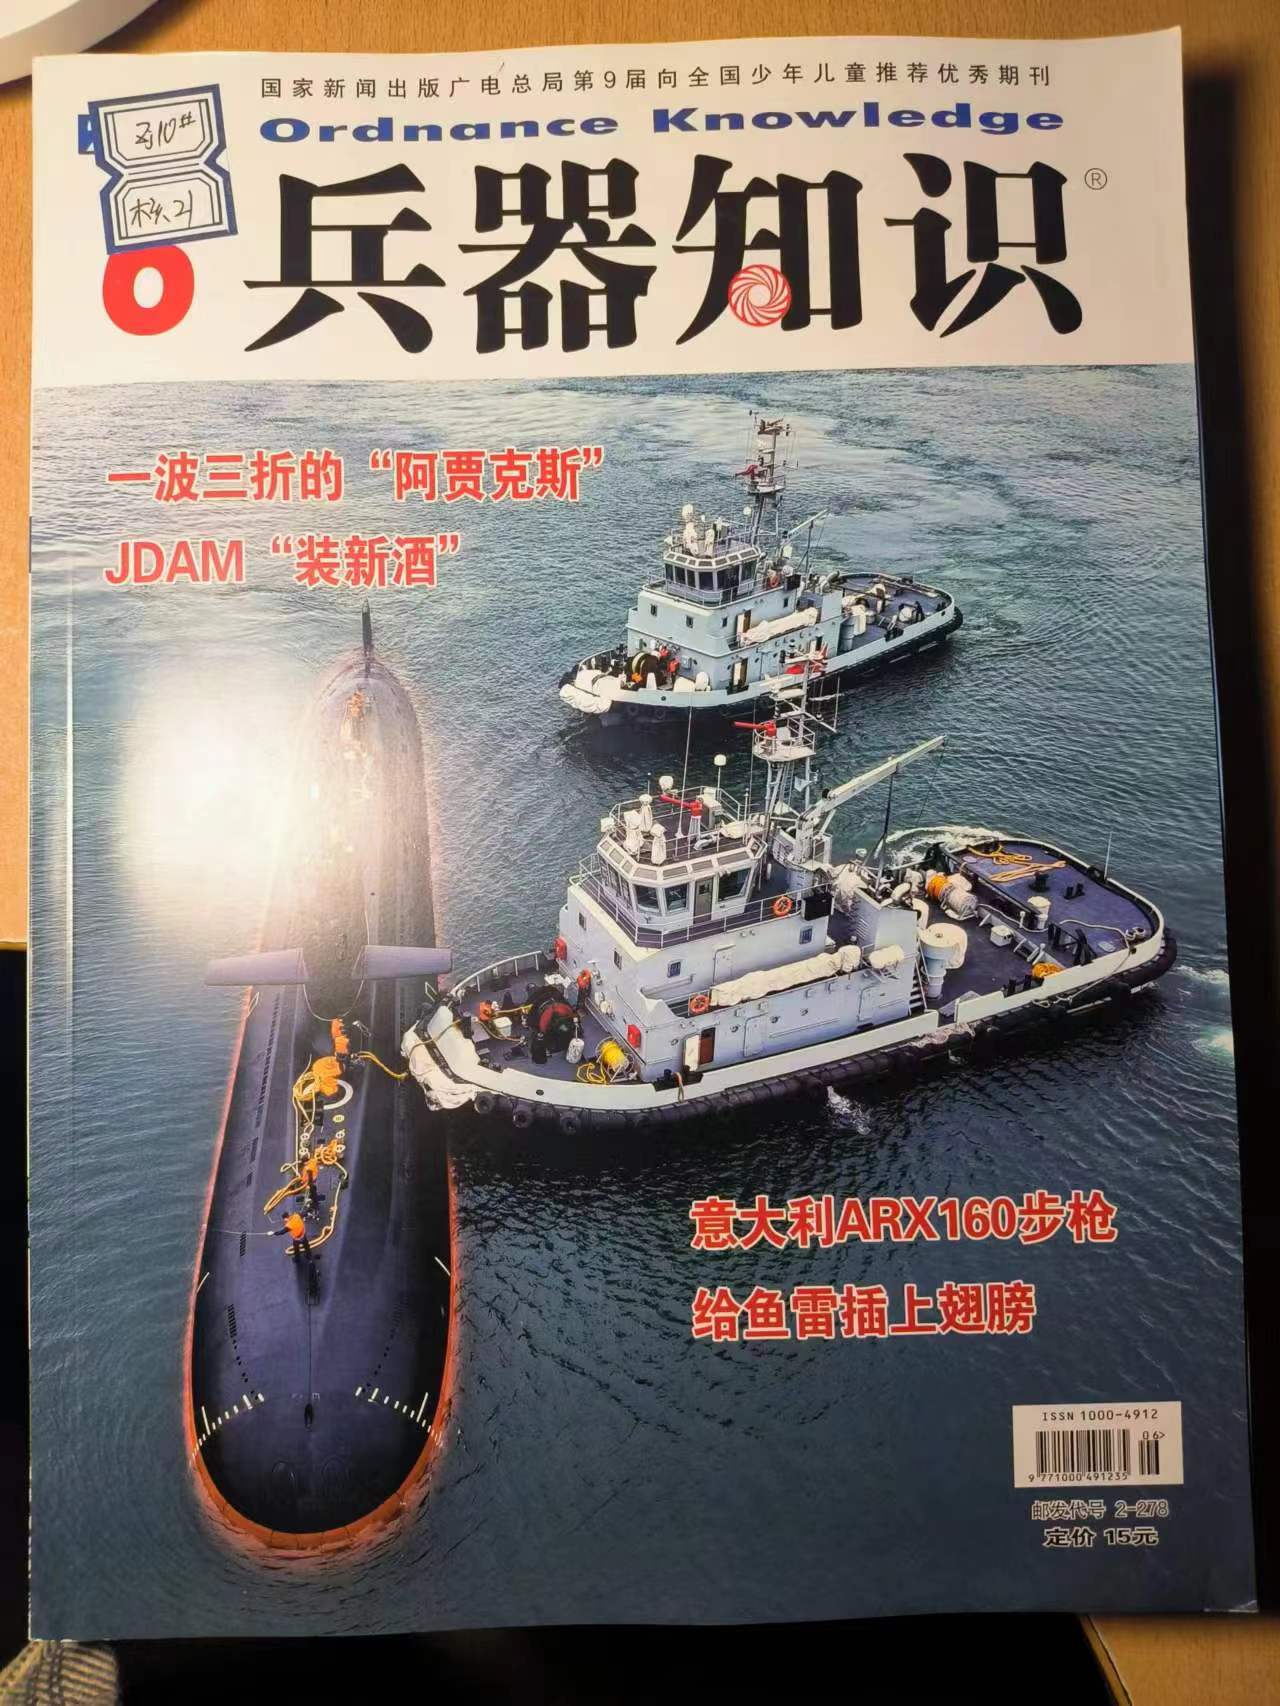 国家新闻出版广电总局第9届向全国少年儿童推荐优秀期刊
Ordnance Knowledge
兵器知识®
一波三折的“阿贾克斯”
JDAM“装新酒”
意大利ARX160步枪
给鱼雷插上翅膀
ISSN 1000-4912
06>
9 771000 491235
邮发代号 2-278
定价 15元